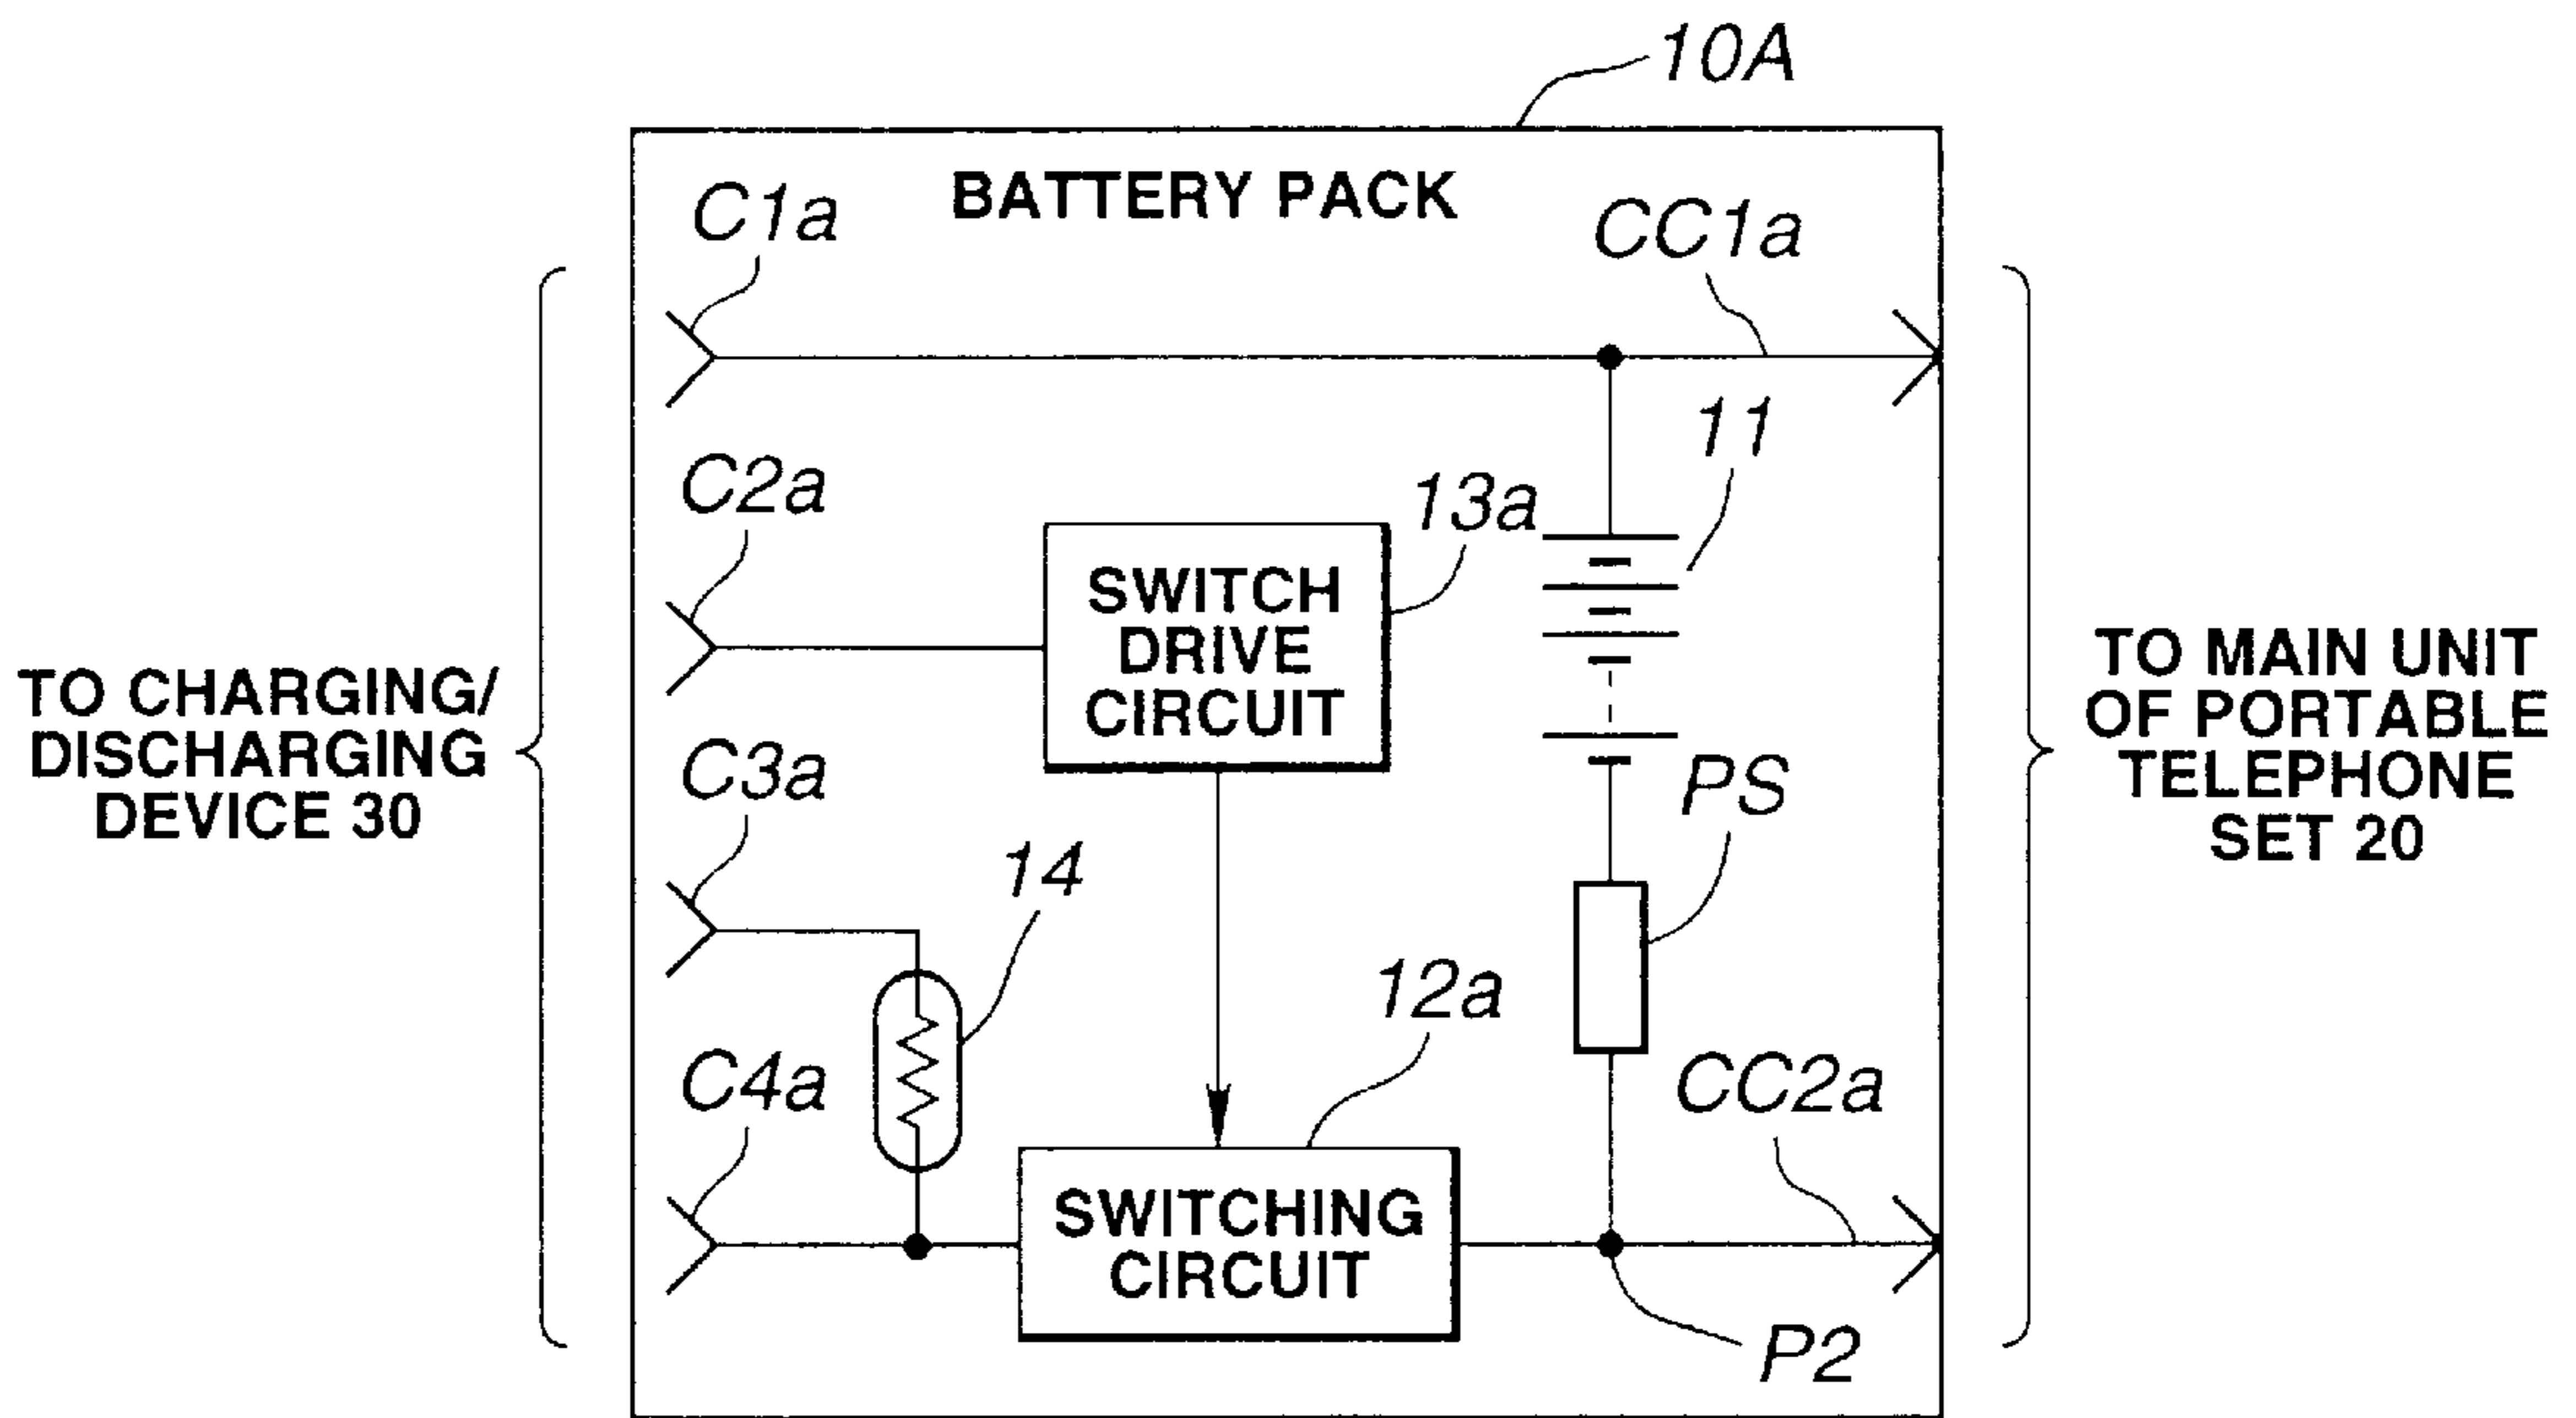 10A
BATTERY PACK
C1a
CC1a
11
C2a
13a
SWITCH
DRIVE
CIRCUIT
TO CHARGING/
DISCHARGING
DEVICE 30
TO MAIN UNIT
OF PORTABLE
TELEPHONE
SET 20
C3a
PS
14
12a
C4a
CC2a
SWITCHING
CIRCUIT
P2